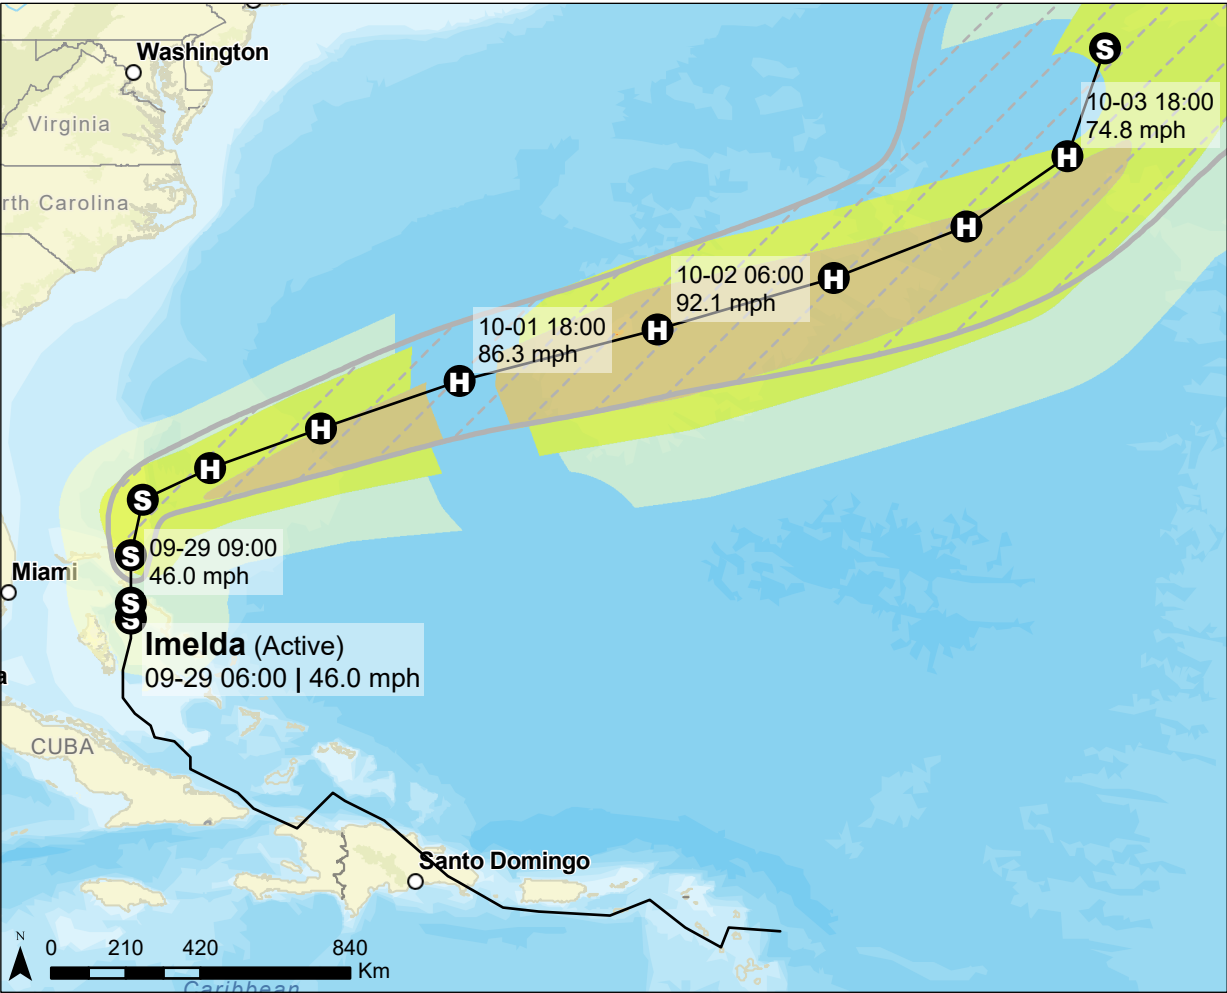 Washington
Virginia
rth Carolina
S
10-03 18:00
74.8 mph
H
H
10-02 06:00
92.1 mph
H
H
10-01 18:00
86.3 mph
H
H
H
S
S
09-29 09:00
46.0 mph
Miami
S
S
Imelda (Active)
09-29 06:00 | 46.0 mph
a
CUBA
Santo Domingo
N
0 210 420 840
Km
Caribbean